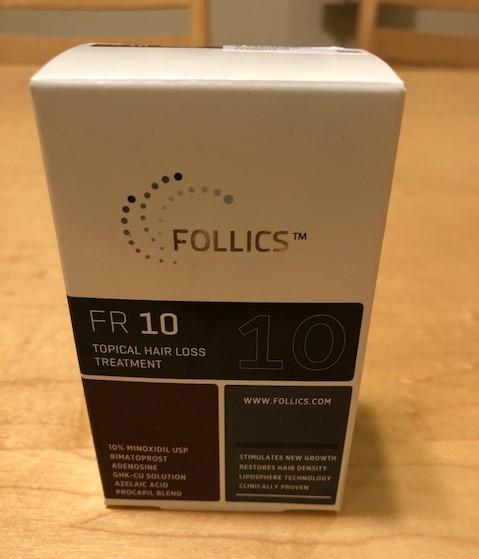 FOLLICS™
FR 10
10
TOPICAL HAIR LOSS
TREATMENT
10% MINOXIDIL USP
BIMATOPROST
ADENOSINE
GHK-CU SOLUTION
AZELAIC ACID
PROCAPIL BLEND
WWW.FOLLICS.COM
STIMULATES NEW GROWTH
RESTORES HAIR DENSITY
LIPOSPHERE TECHNOLOGY
CLINICALLY PROVEN